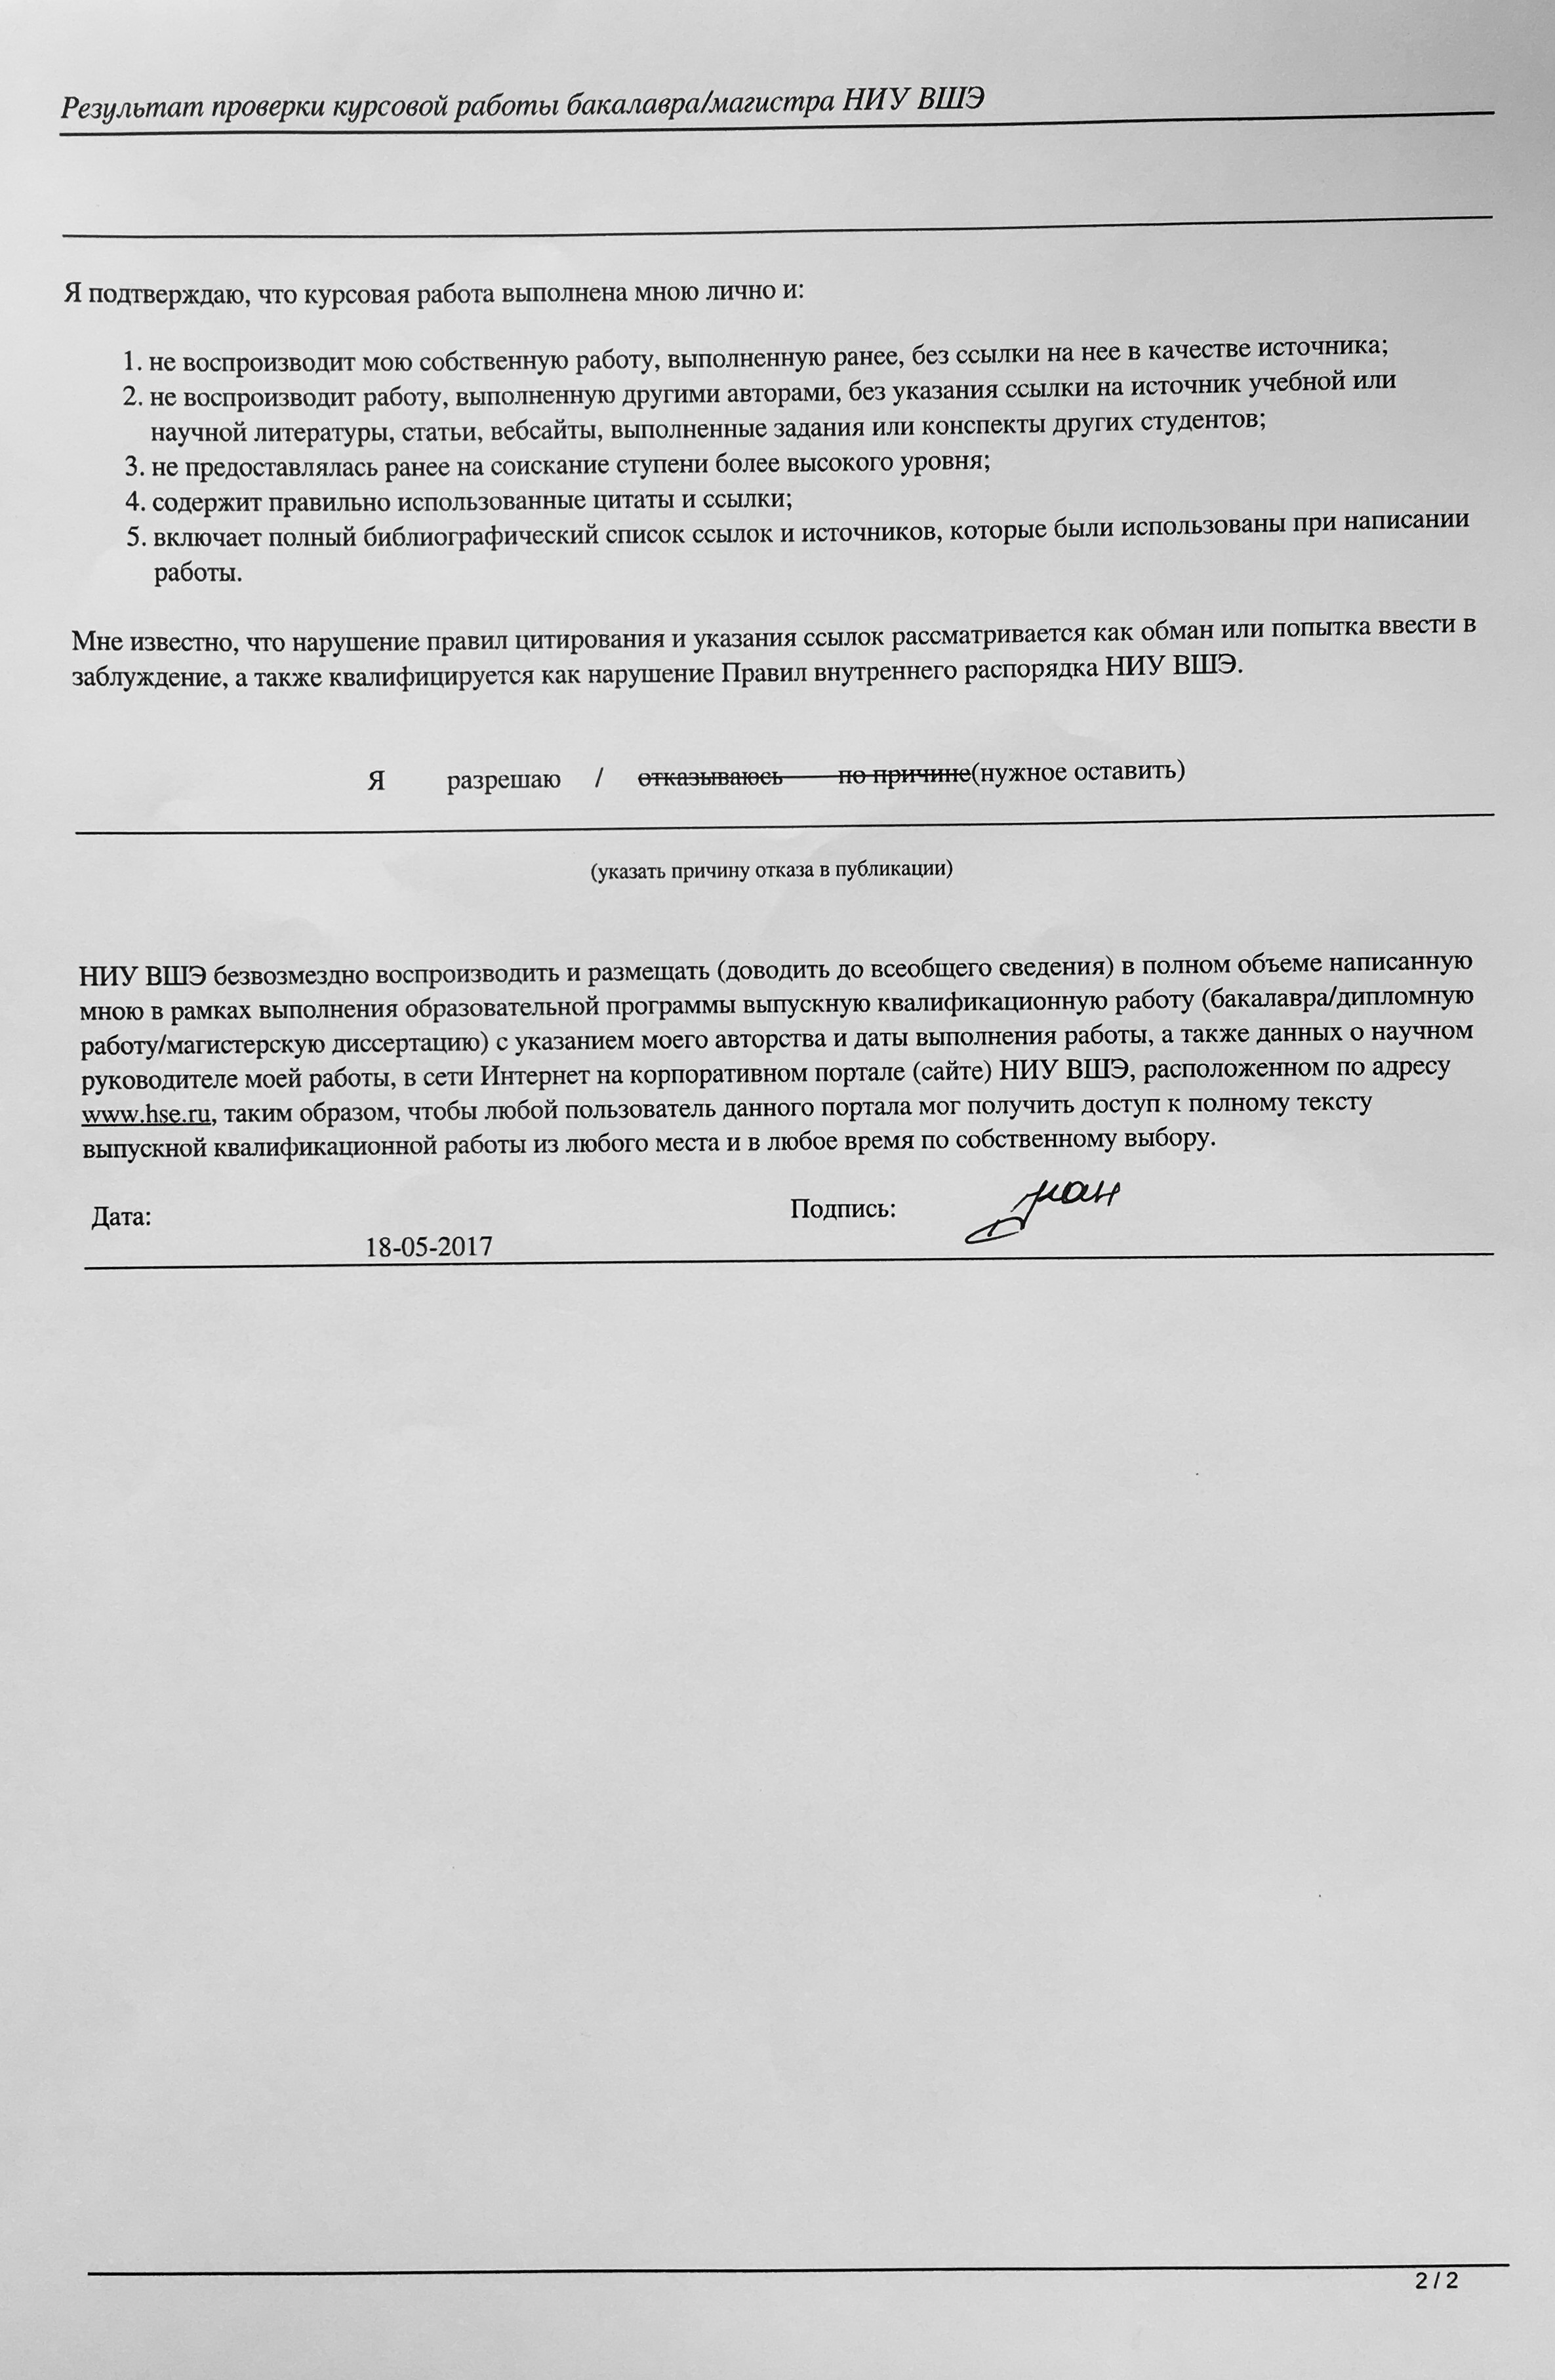 Результат проверки курсовой работы бакалавра/магистра НИУ ВШЭ
Я подтверждаю, что курсовая работа выполнена мною лично и:
1. не воспроизводит мою собственную работу, выполненную ранее, без ссылки на нее в качестве источника;
2. не воспроизводит работу, выполненную другими авторами, без указания ссылки на источник учебной или
научной литературы, статьи, вебсайты, выполненные задания или конспекты других студентов;
3. не предоставлялась ранее на соискание ступени более высокого уровня;
4. содержит правильно использованные цитаты и ссылки;
5. включает полный библиографический список ссылок и источников, которые были использованы при написании
работы.
Мне известно, что нарушение правил цитирования и указания ссылок рассматривается как обман или попытка ввести в
заблуждение, а также квалифицируется как нарушение Правил внутреннего распорядка НИУ ВШЭ.
Я разрешаю / отказываюсь по причине(нужное оставить)
(указать причину отказа в публикации)
НИУ ВШЭ безвозмездно воспроизводить и размещать (доводить до всеобщего сведения) в полном объеме написанную
мною в рамках выполнения образовательной программы выпускную квалификационную работу (бакалавра/дипломную
работу/магистерскую диссертацию) с указанием моего авторства и даты выполнения работы, а также данных о научном
руководителе моей работы, в сети Интернет на корпоративном портале (сайте) НИУ ВШЭ, расположенном по адресу
www.hse.ru, таким образом, чтобы любой пользователь данного портала мог получить доступ к полному тексту
выпускной квалификационной работы из любого места и в любое время по собственному выбору.
Дата: Подпись:
18-05-2017
2 / 2